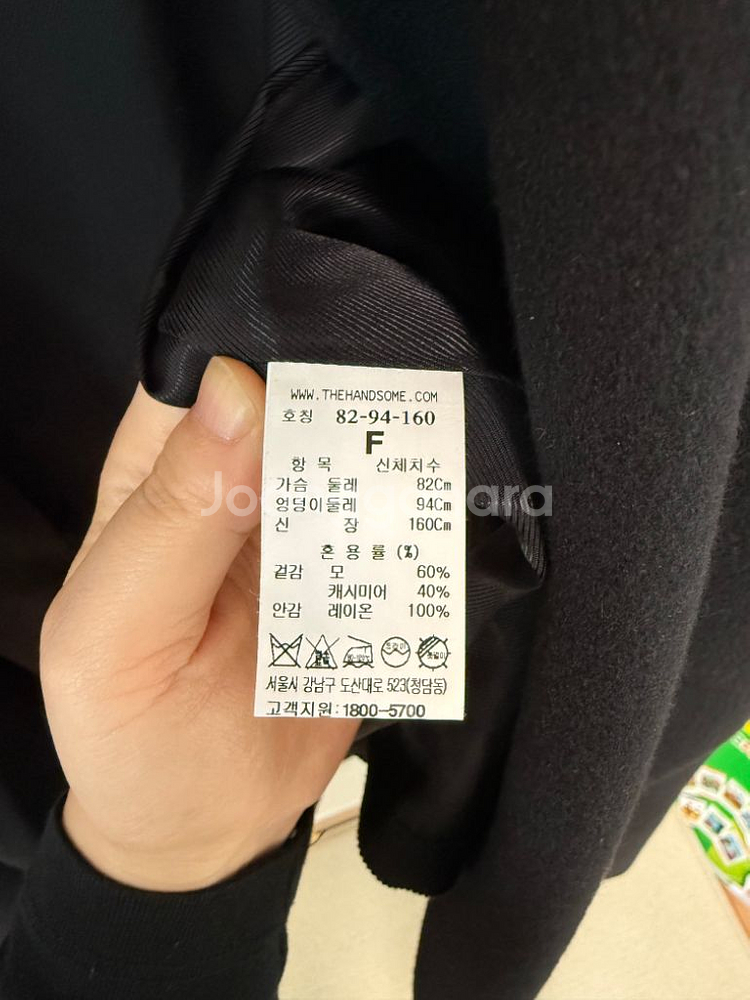 WWW.THEHANDSOME.COM
호칭 82-94-160
F
항 목 신체치수
가슴 둘레 82Cm
엉덩이둘레 94Cm
신 장 160Cm
혼 용 률 (%)
겉감 모 60%
캐시미어 40%
안감 레이온 100%
서울시 강남구 도산대로 523(청담동)
고객지원:1800-5700